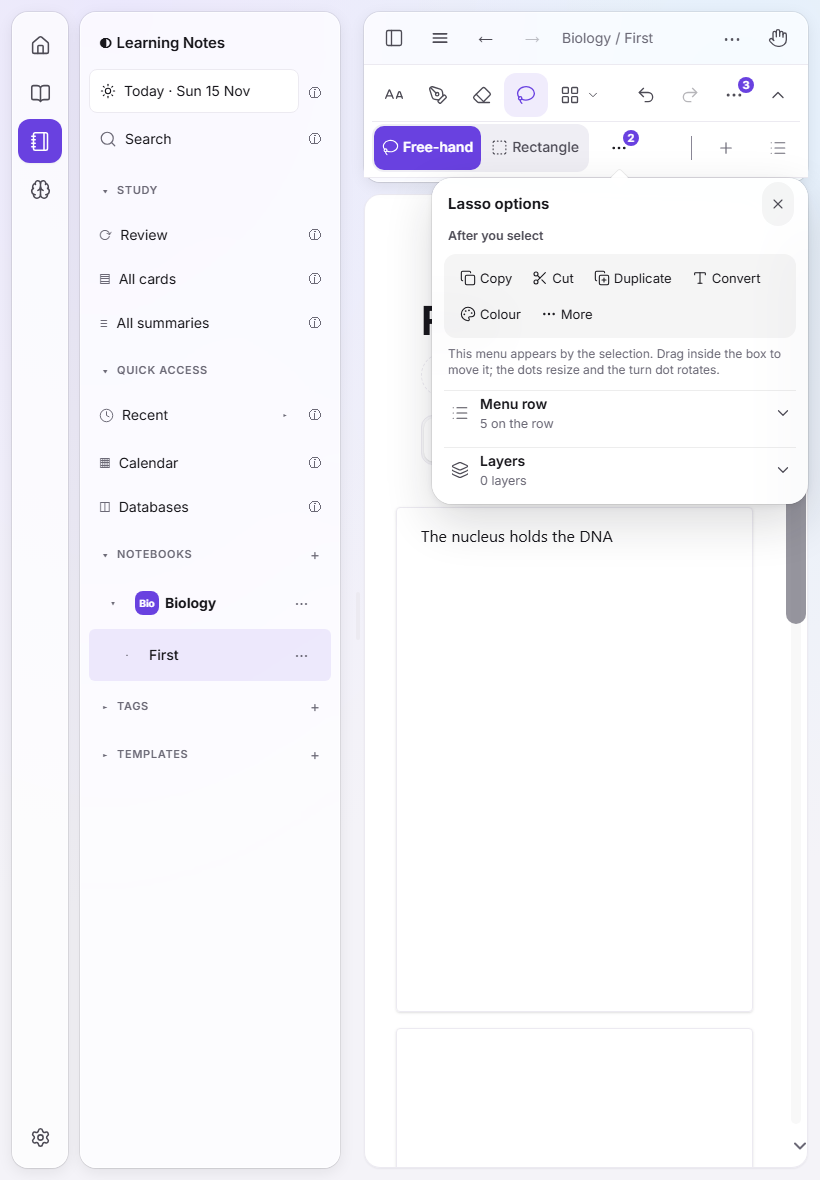 Learning Notes
Today · Sun 15 Nov
Search
STUDY
Review
All cards
All summaries
QUICK ACCESS
Recent
Calendar
Databases
NOTEBOOKS
Bio Biology
First
TAGS
TEMPLATES
Biology / First
AA
3
Free-hand
Rectangle
2
Lasso options
After you select
Copy
Cut
Duplicate
Convert
Colour
More
This menu appears by the selection. Drag inside the box to
move it; the dots resize and the turn dot rotates.
Menu row
5 on the row
Layers
0 layers
The nucleus holds the DNA